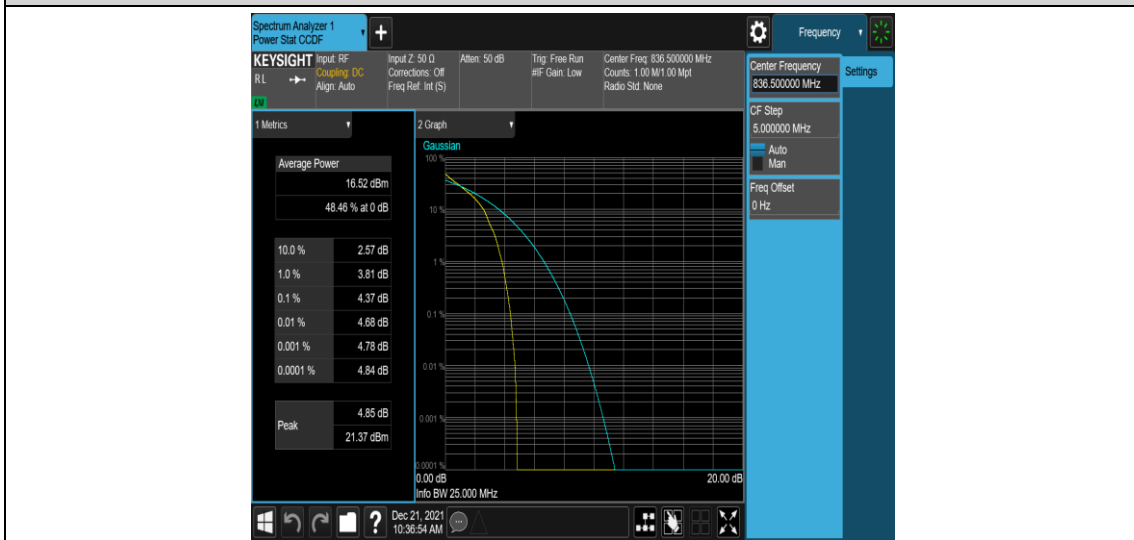 Spectrum Analyzer 1
Power Stat CCDF
+
Frequency
KEYSIGHT
RL
LNI
Input: RF
Coupling: DC
Align: Auto
Input Z: 50 Ω
Corrections: Off
Freq Ref: Int (S)
Atten: 50 dB
Trig: Free Run
#IF Gain: Low
Center Freq: 836.500000 MHz
Counts: 1.00 M/1.00 Mpt
Radio Std: None
Center Frequency
836.500000 MHz
Settings
CF Step
5.000000 MHz
Auto
Man
Freq Offset
0 Hz
1 Metrics
Average Power
16.52 dBm
48.46 % at 0 dB
10.0 % 2.57 dB
1.0 % 3.81 dB
0.1 % 4.37 dB
0.01 % 4.68 dB
0.001 % 4.78 dB
0.0001 % 4.84 dB
Peak 4.85 dB
21.37 dBm
2 Graph
Gaussian
100 %
10 %
1 %
0.1 %
0.01 %
0.001 %
0.0001 %
0.00 dB 20.00 dB
Info BW 25.000 MHz
?
Dec 21, 2021
10:36:54 AM